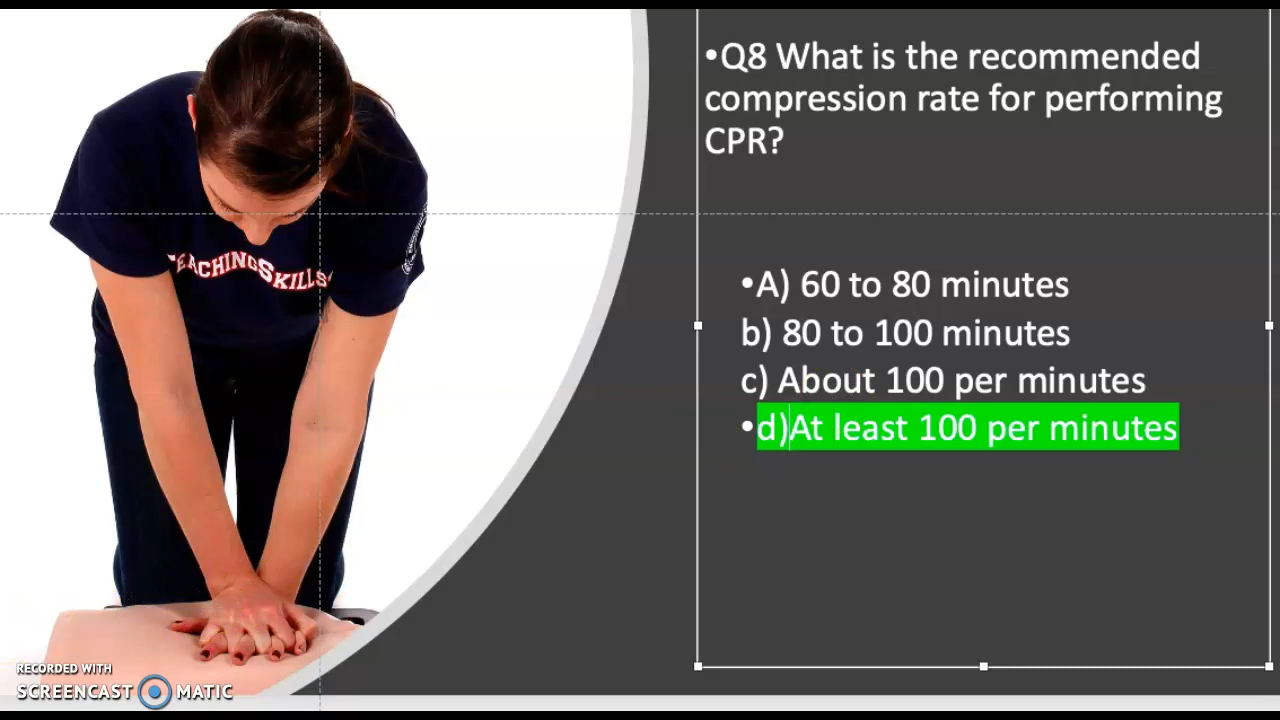 •Q8 What is the recommended
compression rate for performing
CPR?
•A) 60 to 80 minutes
b) 80 to 100 minutes
c) About 100 per minutes
•d)At least 100 per minutes
TEACHINGSKILLS
RECORDED WITH
SCREENCAST MATIC